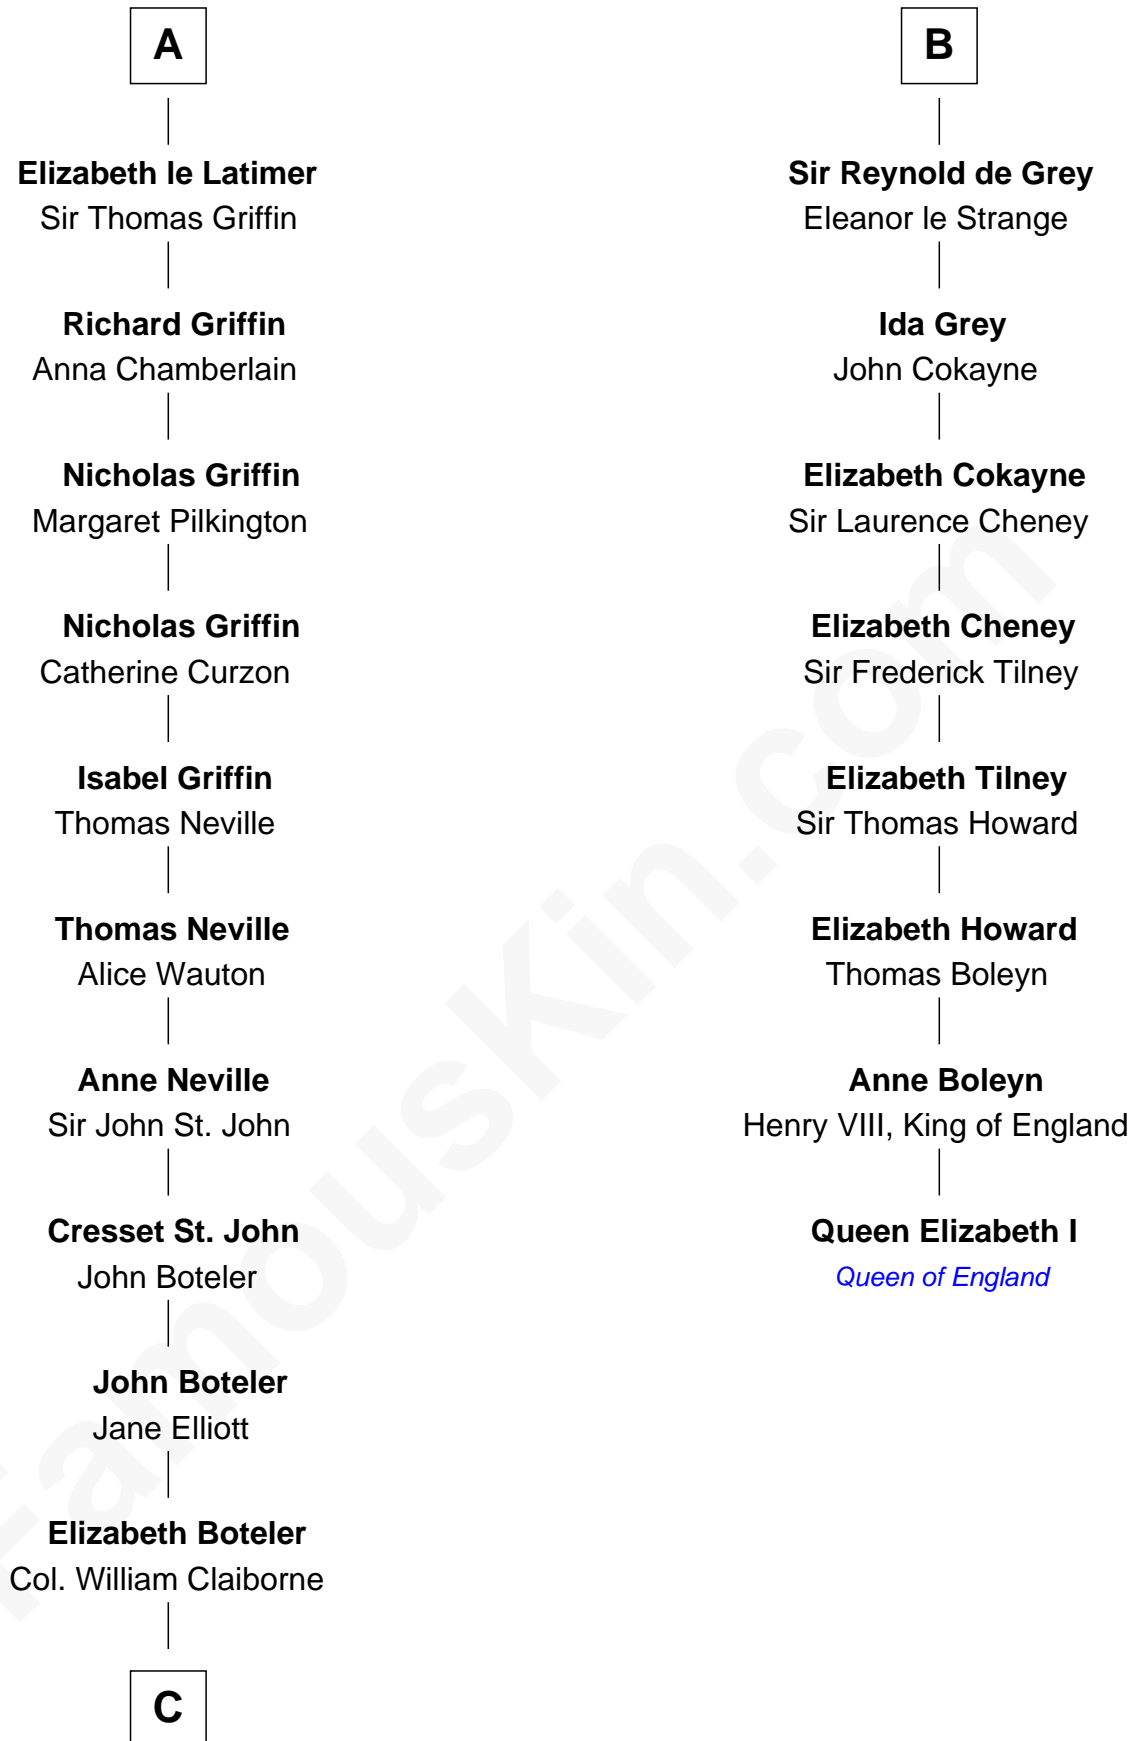 A
Elizabeth le Latimer
Sir Thomas Griffin
Richard Griffin
Anna Chamberlain
Nicholas Griffin
Margaret Pilkington
Nicholas Griffin
Catherine Curzon
Isabel Griffin
Thomas Neville
Thomas Neville
Alice Wauton
Anne Neville
Sir John St. John
Cresset St. John
John Boteler
John Boteler
Jane Elliott
Elizabeth Boteler
Col. William Claiborne
C
B
Sir Reynold de Grey
Eleanor le Strange
Ida Grey
John Cokayne
Elizabeth Cokayne
Sir Laurence Cheney
Elizabeth Cheney
Sir Frederick Tilney
Elizabeth Tilney
Sir Thomas Howard
Elizabeth Howard
Thomas Boleyn
Anne Boleyn
Henry VIII, King of England
Queen Elizabeth I
Queen of England
FamousKin.com